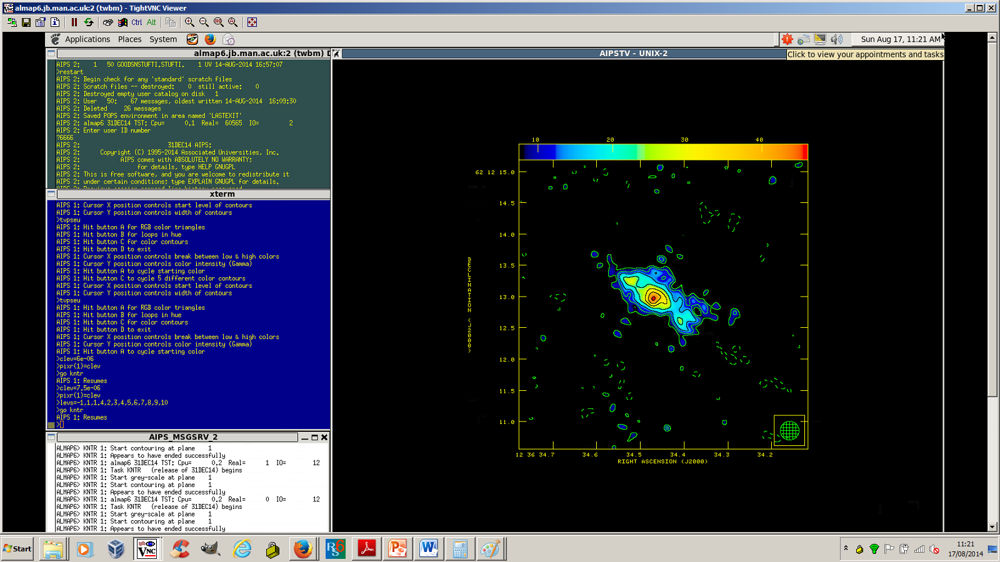 almap6.jb.man.ac.uk:2 (twbm) - TightVNC Viewer
Ctrl Alt
Applications Places System
Sun Aug 17, 11:21 AM
Click to view your appointments and tasks
almap6.jb.man.ac.uk:2 (twbm) D
AIPS 2: 1 50 GOODSNSTUFTI.STUFTI. 1 UV 14-AUG-2014 16:57:07
>restart
AIPS 2: Begin check for any 'standard' scratch files
AIPS 2: Scratch files -- destroyed: 0 still active: 0
AIPS 2: Destroyed empty user catalog on disk 1
AIPS 2: User 50: 67 messages, oldest written 14-AUG-2014 16:09:30
AIPS 2: Deleted 26 messages
AIPS 2: Saved POPS environment in area named 'LASTEXIT'
AIPS 2: almap6 31DEC14 TST: Cpu= 0.1 Real= 60565 IO= 2
AIPS 2: Enter user ID number
?6666
AIPS 2: 31DEC14 AIPS:
AIPS 2: Copyright (C) 1995-2014 Associated Universities, Inc.
AIPS 2: AIPS comes with ABSOLUTELY NO WARRANTY;
AIPS 2: for details, type HELP GNUGPL
AIPS 2: This is free software, and you are welcome to redistribute it
AIPS 2: under certain conditions; type EXPLAIN GNUGPL for details.
xterm
AIPS 1: Cursor X position controls start level of contours
AIPS 1: Cursor Y position controls width of contours
>tvpseu
AIPS 1: Hit button A for RGB color triangles
AIPS 1: Hit button B for loops in hue
AIPS 1: Hit button C for color contours
AIPS 1: Hit button D to exit
AIPS 1: Cursor X position controls break between low & high colors
AIPS 1: Cursor Y position controls color intensity (Gamma)
AIPS 1: Hit button A to cycle starting color
AIPS 1: Hit button C to cycle 5 different color contours
AIPS 1: Cursor X position controls start level of contours
AIPS 1: Cursor Y position controls width of contours
>tvpseu
AIPS 1: Hit button A for RGB color triangles
AIPS 1: Hit button B for loops in hue
AIPS 1: Hit button C for color contours
AIPS 1: Hit button D to exit
AIPS 1: Cursor X position controls break between low & high colors
AIPS 1: Cursor Y position controls color intensity (Gamma)
AIPS 1: Hit button A to cycle starting color
>clev=6e-06
>pixr(1)=clev
>go kntr
AIPS 1: Resumes
>clev=7.5e-06
>pixr(1)=clev
>levs=-1,1,1.4,2,3,4,5,6,7,8,9,10
>go kntr
AIPS 1: Resumes
>
AIPS_MSGSRV_2
ALMAP6> KNTR 1: Start contouring at plane 1
ALMAP6> KNTR 1: Appears to have ended successfully
ALMAP6> KNTR 1: almap6 31DEC14 TST: Cpu= 0.2 Real= 1 IO= 12
ALMAP6> KNTR 1: Task KNTR (release of 31DEC14) begins
ALMAP6> KNTR 1: Start grey-scale at plane 1
ALMAP6> KNTR 1: Start contouring at plane 1
ALMAP6> KNTR 1: Appears to have ended successfully
ALMAP6> KNTR 1: almap6 31DEC14 TST: Cpu= 0.2 Real= 0 IO= 12
ALMAP6> KNTR 1: Task KNTR (release of 31DEC14) begins
ALMAP6> KNTR 1: Start grey-scale at plane 1
ALMAP6> KNTR 1: Start contouring at plane 1
ALMAP6> KNTR 1: Appears to have ended successfully
AIPSTV - UNIX-2
10 20 30 40
62 12 15.0
14.5
14.0
13.5
13.0
12.5
12.0
11.5
11.0
DECLINATION (J2000)
12 36 34.7 34.6 34.5 34.4 34.3 34.2
RIGHT ASCENSION (J2000)
Start
11:21
17/08/2014